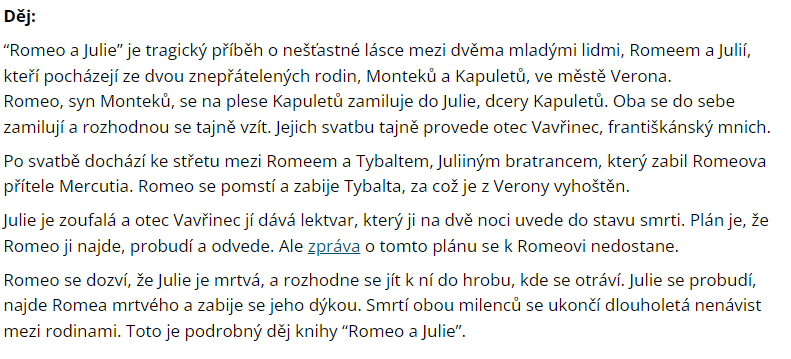 Děj:
“Romeo a Julie” je tragický příběh o nešťastné lásce mezi dvěma mladými lidmi, Romeem a Julií,
kteří pocházejí ze dvou znepřátelených rodin, Monteků a Kapuletů, ve městě Verona.
Romeo, syn Monteků, se na plese Kapuletů zamiluje do Julie, dcery Kapuletů. Oba se do sebe
zamilují a rozhodnou se tajně vzít. Jejich svatbu tajně provede otec Vavřinec, františkánský mnich.
Po svatbě dochází ke střetu mezi Romeem a Tybaltem, Juliiným bratrancem, který zabil Romeova
přítele Mercutia. Romeo se pomstí a zabije Tybalta, za což je z Verony vyhoštěn.
Julie je zoufalá a otec Vavřinec jí dává lektvar, který ji na dvě noci uvede do stavu smrti. Plán je, že
Romeo ji najde, probudí a odvede. Ale zpráva o tomto plánu se k Romeovi nedostane.
Romeo se dozví, že Julie je mrtvá, a rozhodne se jít k ní do hrobu, kde se otráví. Julie se probudí,
najde Romea mrtvého a zabije se jeho dýkou. Smrtí obou milenců se ukončí dlouholetá nenávist
mezi rodinami. Toto je podrobný děj knihy “Romeo a Julie”.